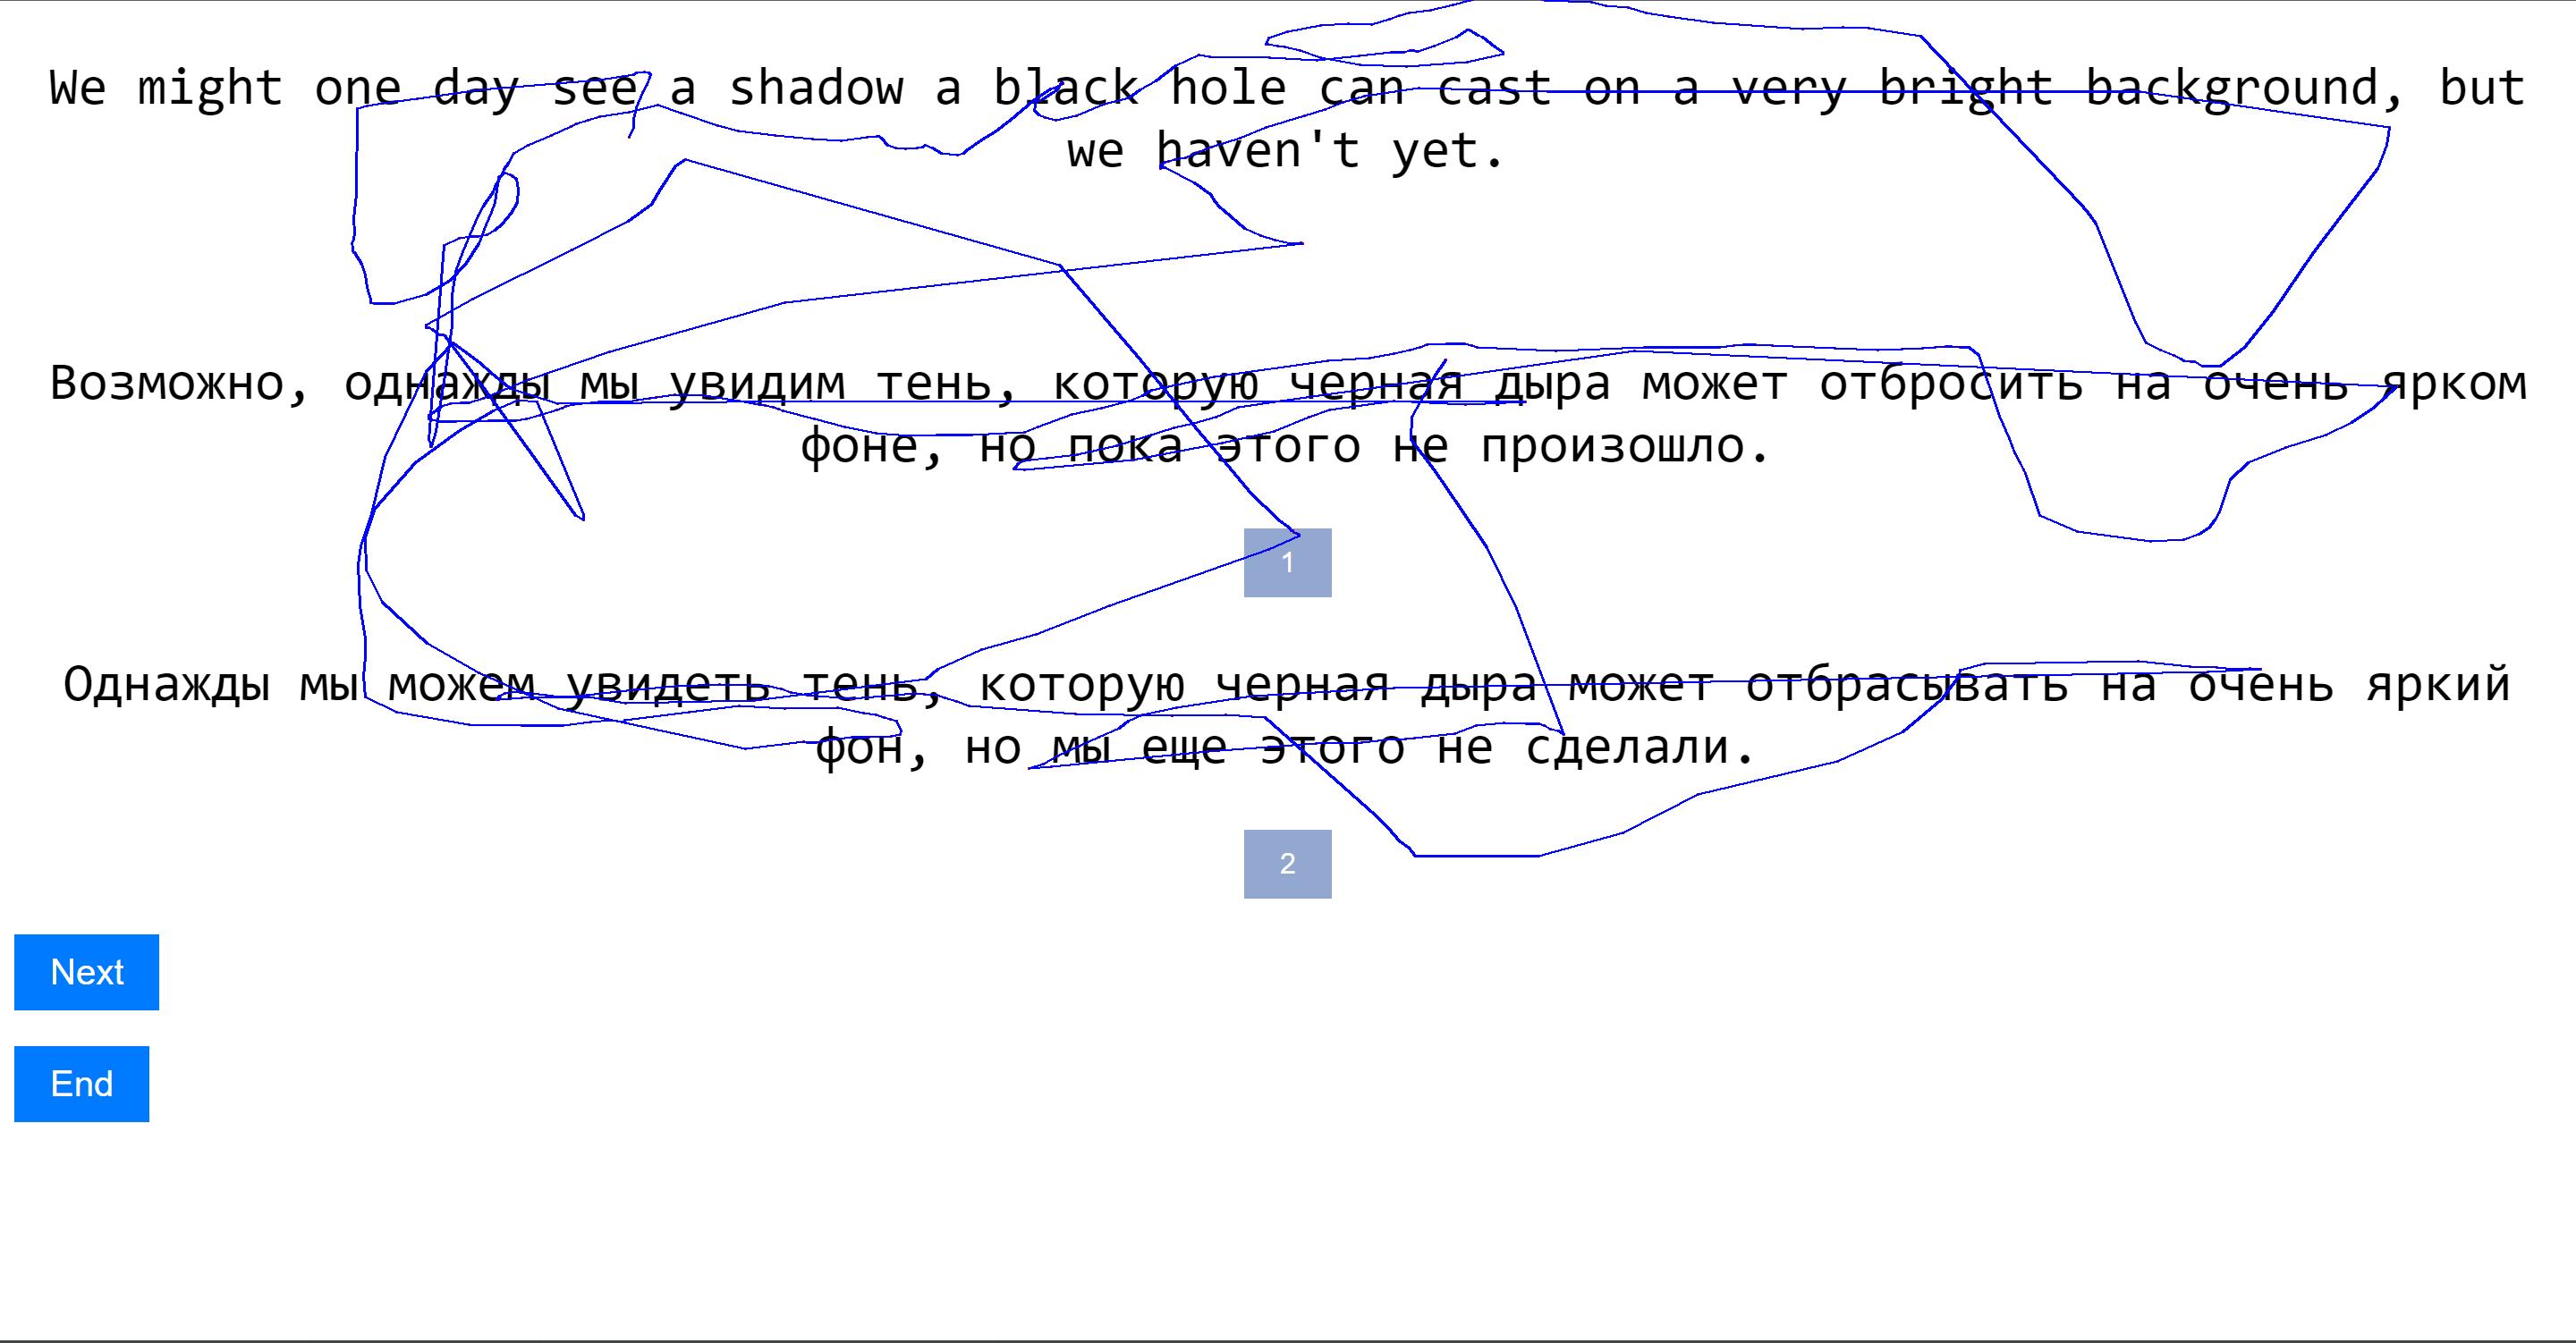 We might one day see a shadow a black hole can cast on a very bright background, but
we haven't yet.
Возможно, однажды мы увидим тень, которую черная дыра может отбросить на очень ярком
фоне, но пока этого не произошло.
1
Однажды мы можем увидеть тень, которую черная дыра может отбрасывать на очень яркий
фон, но мы еще этого не сделали.
2
Next
End